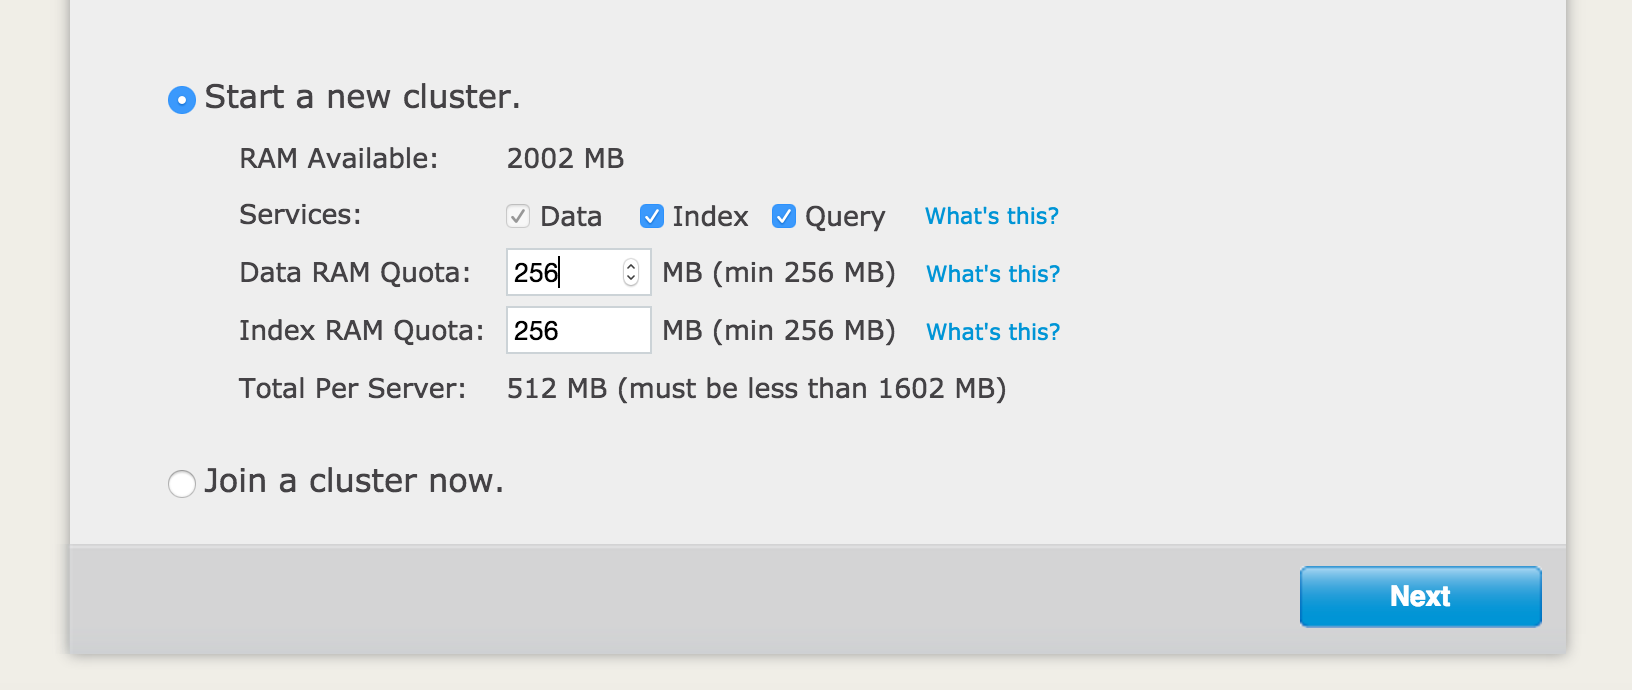 Start a new cluster.
RAM Available: 2002 MB
Services: Data Index Query What's this?
Data RAM Quota: 256 MB (min 256 MB) What's this?
Index RAM Quota: 256 MB (min 256 MB) What's this?
Total Per Server: 512 MB (must be less than 1602 MB)
Join a cluster now.
Next